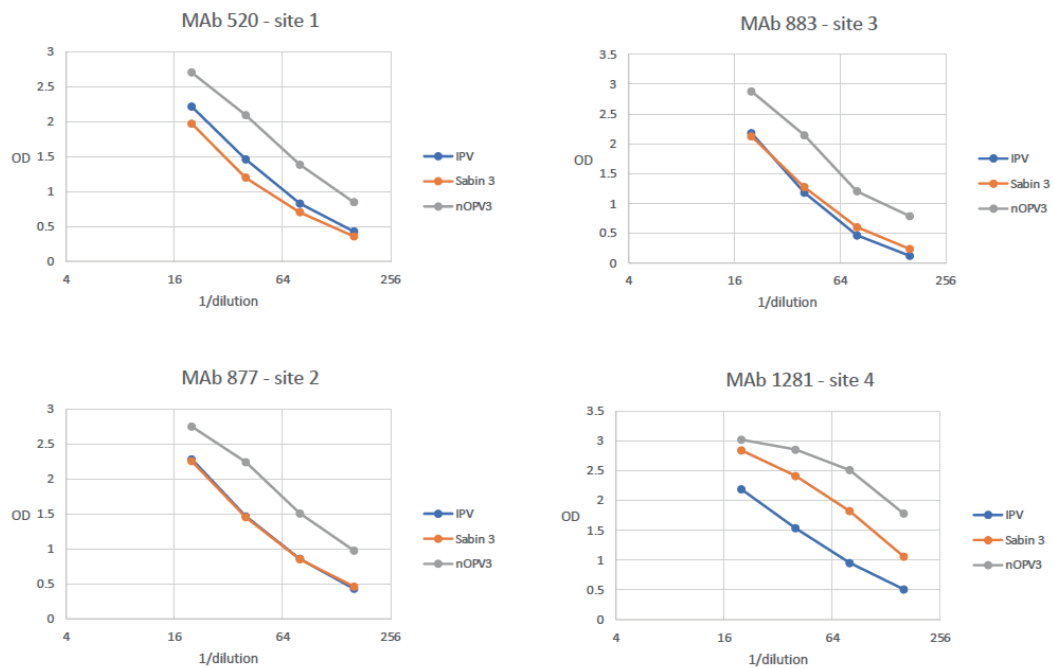 MAb 520 - site 1
3
2.5
2
1.5
1
0.5
0
OD
4 16 64 256
1/dilution
IPV
Sabin 3
nOPV3
MAb 883 - site 3
3.5
3
2.5
2
1.5
1
0.5
0
OD
4 16 64 256
1/dilution
IPV
Sabin 3
nOPV3
MAb 877 - site 2
3
2.5
2
1.5
1
0.5
0
OD
4 16 64 256
1/dilution
IPV
Sabin 3
nOPV3
MAb 1281 - site 4
3.5
3
2.5
2
1.5
1
0.5
0
OD
4 16 64 256
1/dilution
IPV
Sabin 3
nOPV3